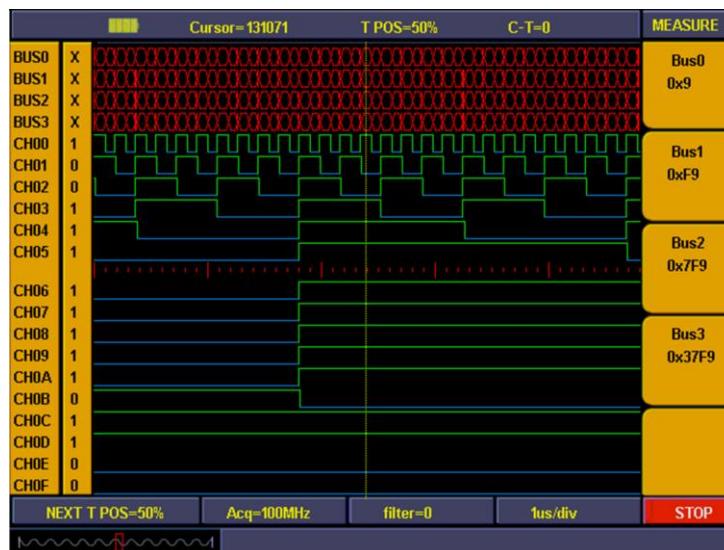 Cursor=131071 T POS=50% C-T=0 MEASURE
BUS0 X
BUS1 X
BUS2 X
BUS3 X
CH00 1
CH01 0
CH02 0
CH03 1
CH04 1
CH05 1
CH06 1
CH07 1
CH08 1
CH09 1
CH0A 1
CH0B 0
CH0C 1
CH0D 1
CH0E 0
CH0F 0
Bus0
0x9
Bus1
0xF9
Bus2
0x7F9
Bus3
0x37F9
NEXT T POS=50% Acq=100MHz filter=0 1us/div STOP